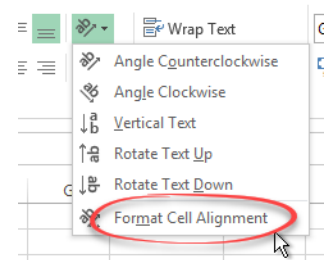 Wrap Text
Angle Counterclockwise
Angle Clockwise
Vertical Text
Rotate Text Up
Rotate Text Down
G
Format Cell Alignment